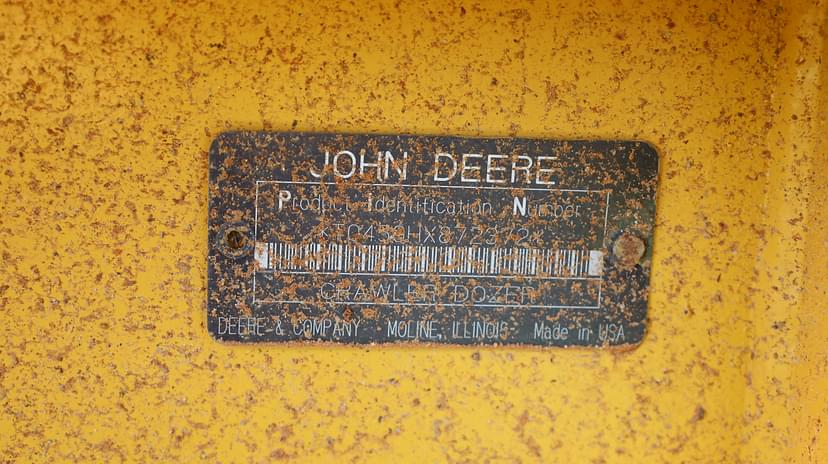 JOHN DEERE
Product Identification Number
CRAWLER DOZER
DEERE & COMPANY MOLINE, ILLINOIS Made in USA